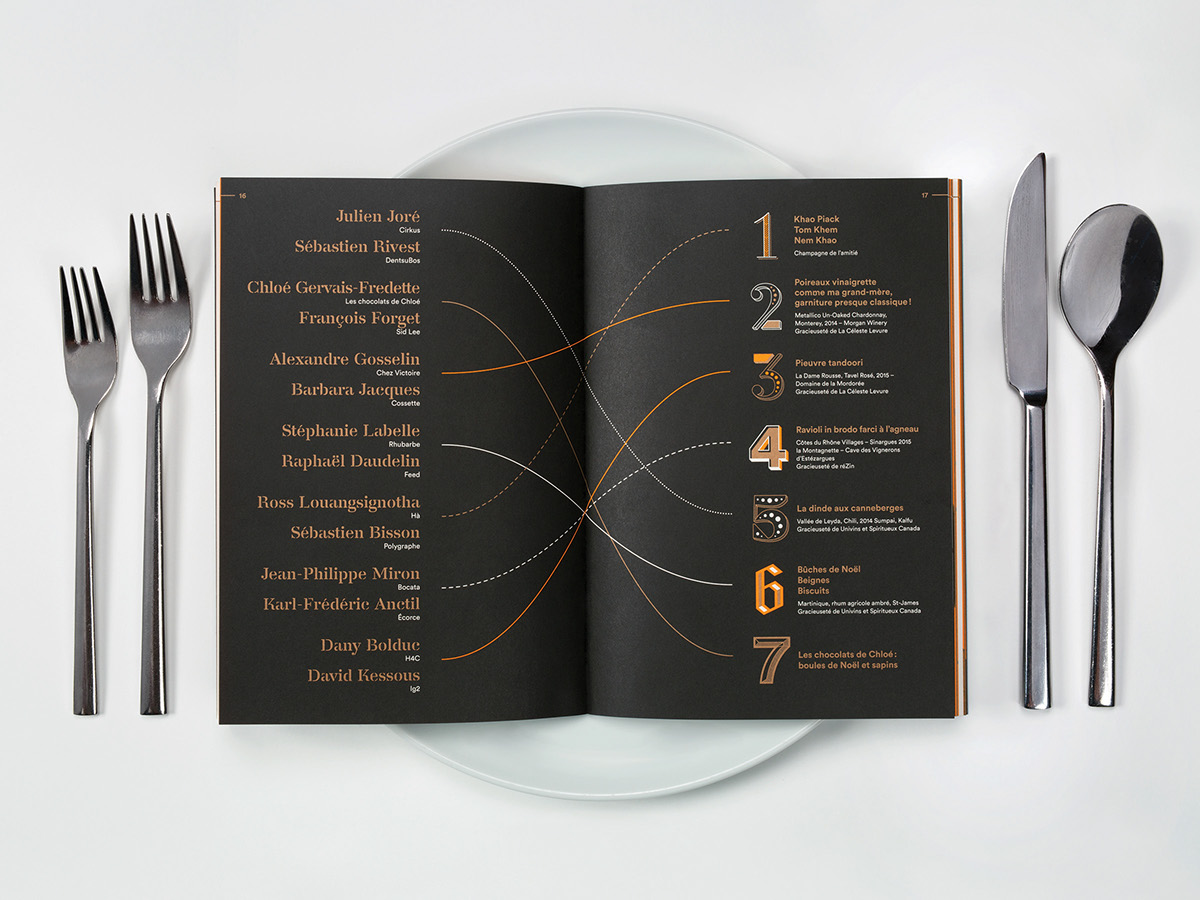 16
Julien Joré
Cirkus
Sébastien Rivest
DentsuBos
Chloé Gervais-Fredette
Les chocolats de Chloé
François Forget
Sid Lee
Alexandre Gosselin
Chez Victoire
Barbara Jacques
Cossette
Stéphanie Labelle
Rhubarbe
Raphaël Daudelin
Feed
Ross Louangsignotha
Hà
Sébastien Bisson
Polygraphe
Jean-Philippe Miron
Bocata
Karl-Frédéric Anctil
Écorce
Dany Bolduc
H4C
David Kessous
lg2
17
1
Khao Piack
Tom Khem
Nem Khao
Champagne de l'amitié
2
Poireaux vinaigrette
comme ma grand-mère,
garniture presque classique !
Metallico Un-Oaked Chardonnay,
Monterey, 2014 – Morgan Winery
Gracieuseté de La Céleste Levure
3
Pieuvre tandoori
La Dame Rousse, Tavel Rosé, 2015 –
Domaine de la Mordorée
Gracieuseté de La Céleste Levure
4
Ravioli in brodo farci à l'agneau
Côtes du Rhône Villages – Sinargues 2015
la Montagnette – Cave des Vignerons
d'Estézargues
Gracieuseté de réZin
5
La dinde aux canneberges
Vallée de Leyda, Chili, 2014 Sumpai, Kalfu
Gracieuseté de Univins et Spiritueux Canada
6
Bûches de Noël
Beignes
Biscuits
Martinique, rhum agricole ambré, St-James
Gracieuseté de Univins et Spiritueux Canada
7
Les chocolats de Chloé :
boules de Noël et sapins